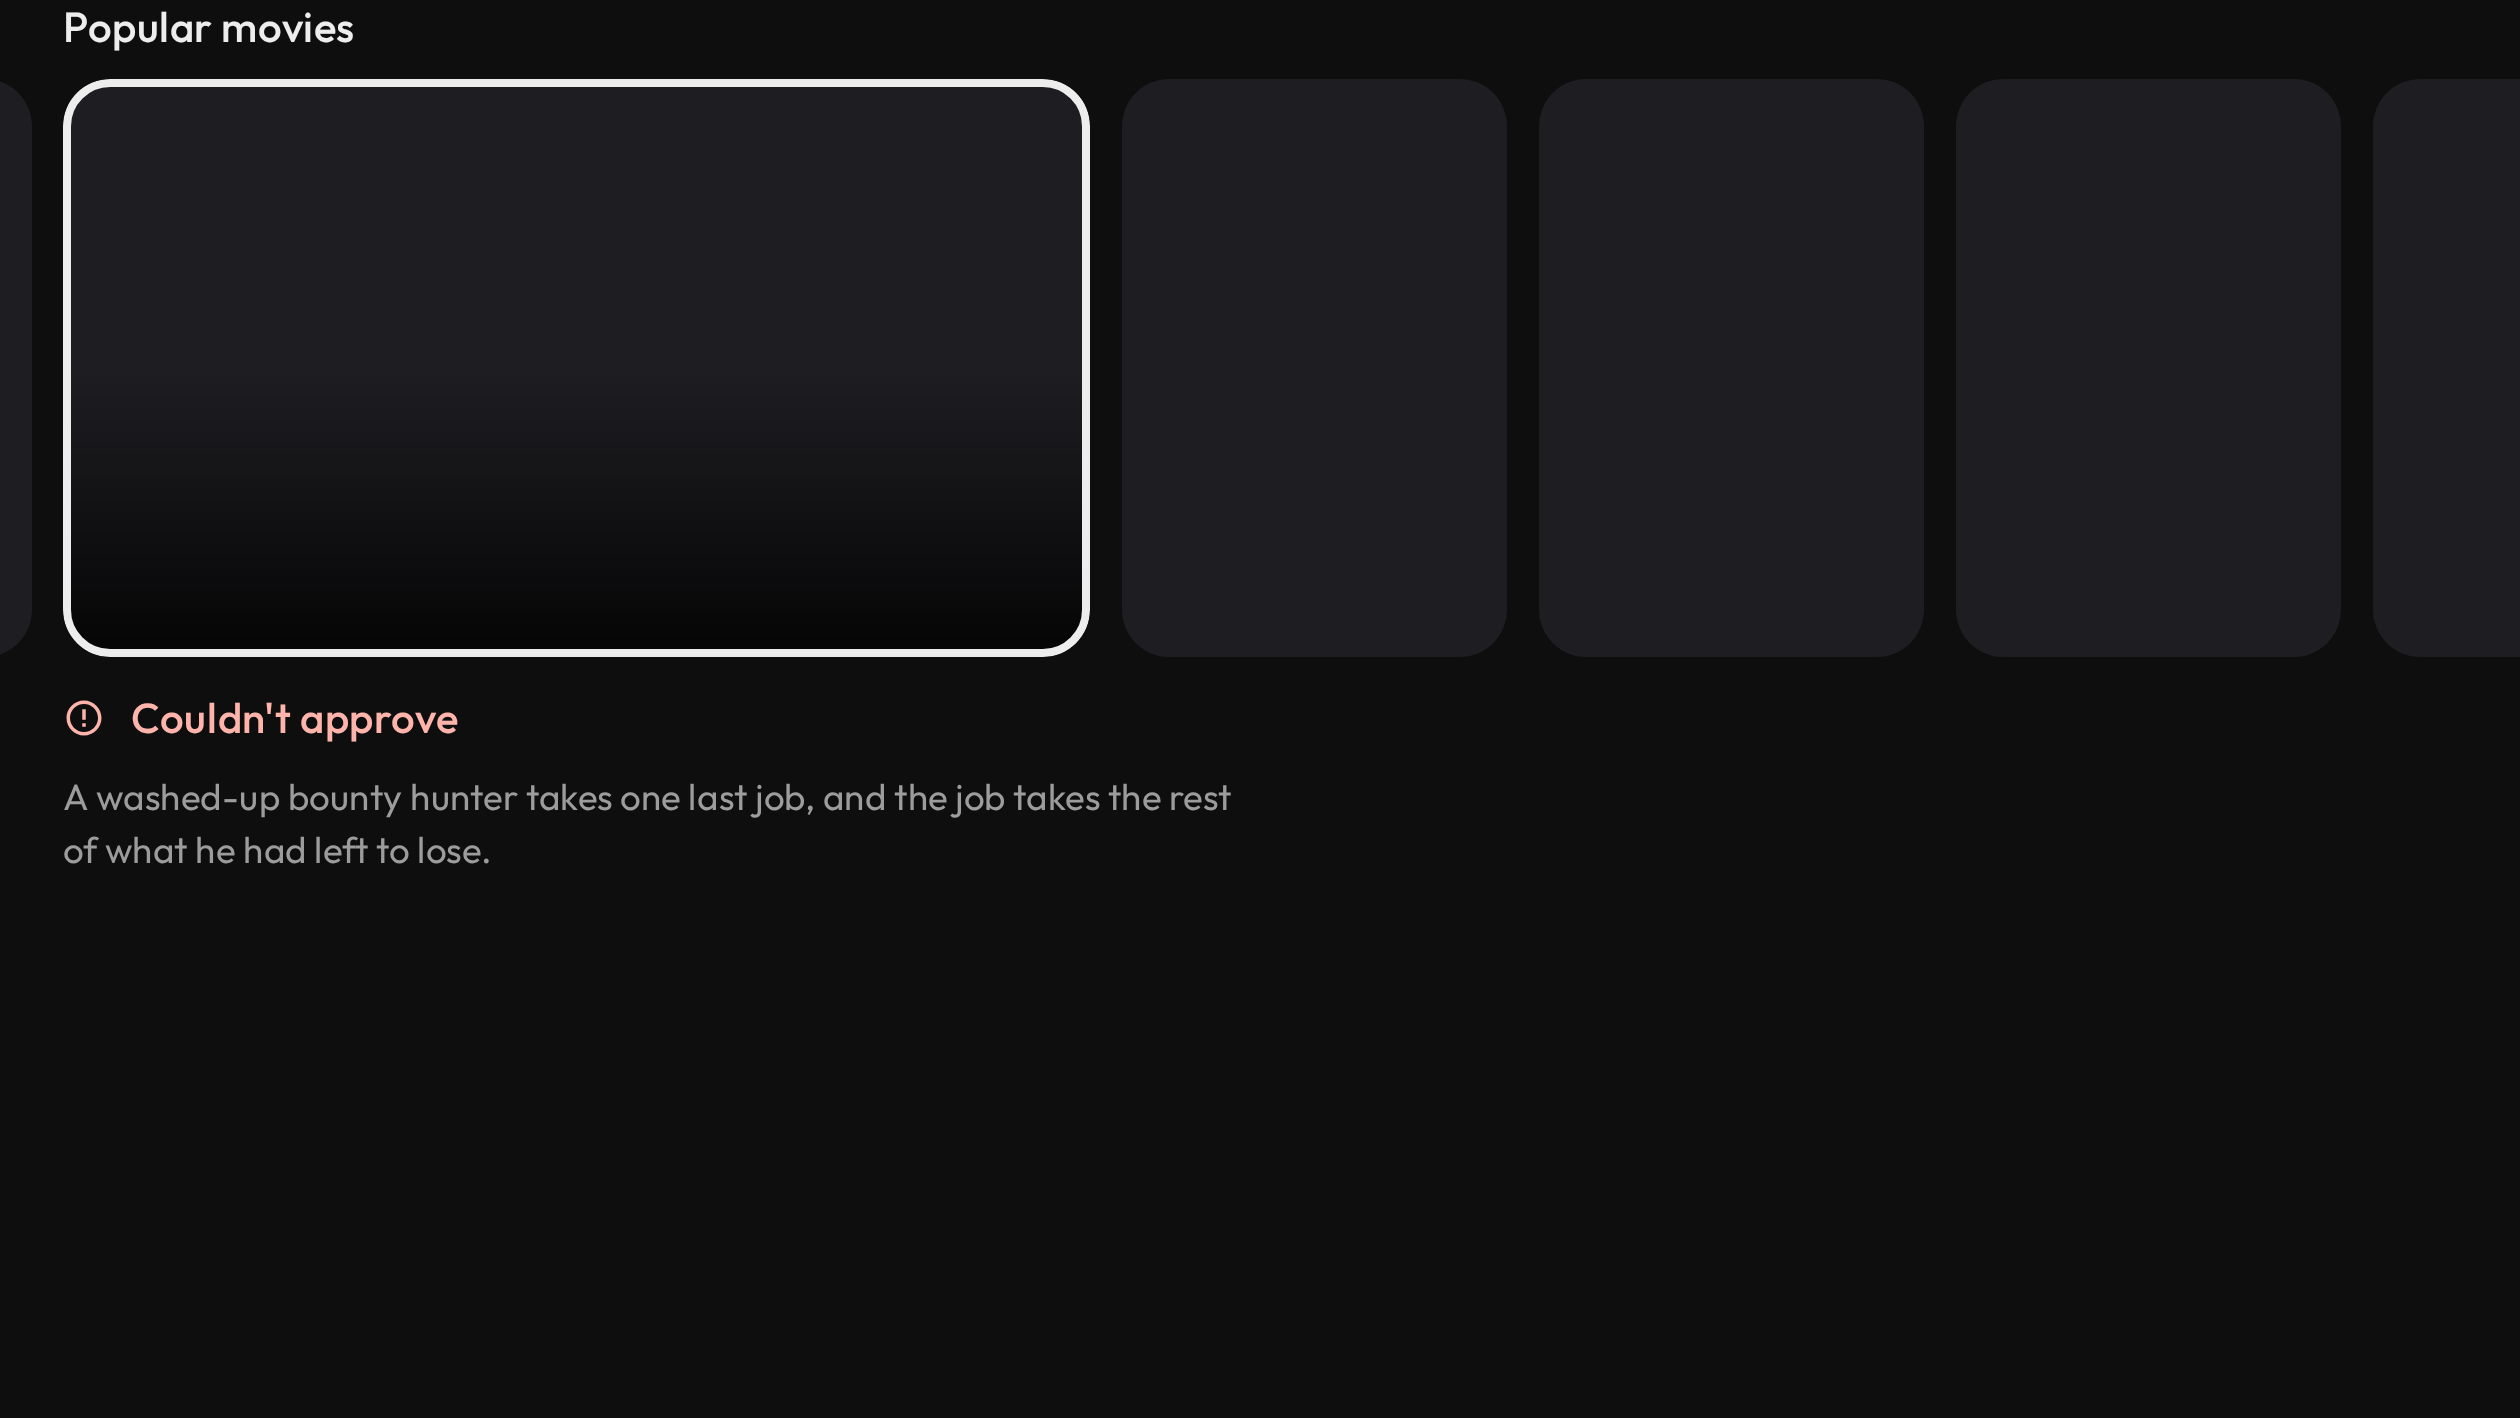 Popular movies
Couldn't approve
A washed-up bounty hunter takes one last job, and the job takes the rest
of what he had left to lose.